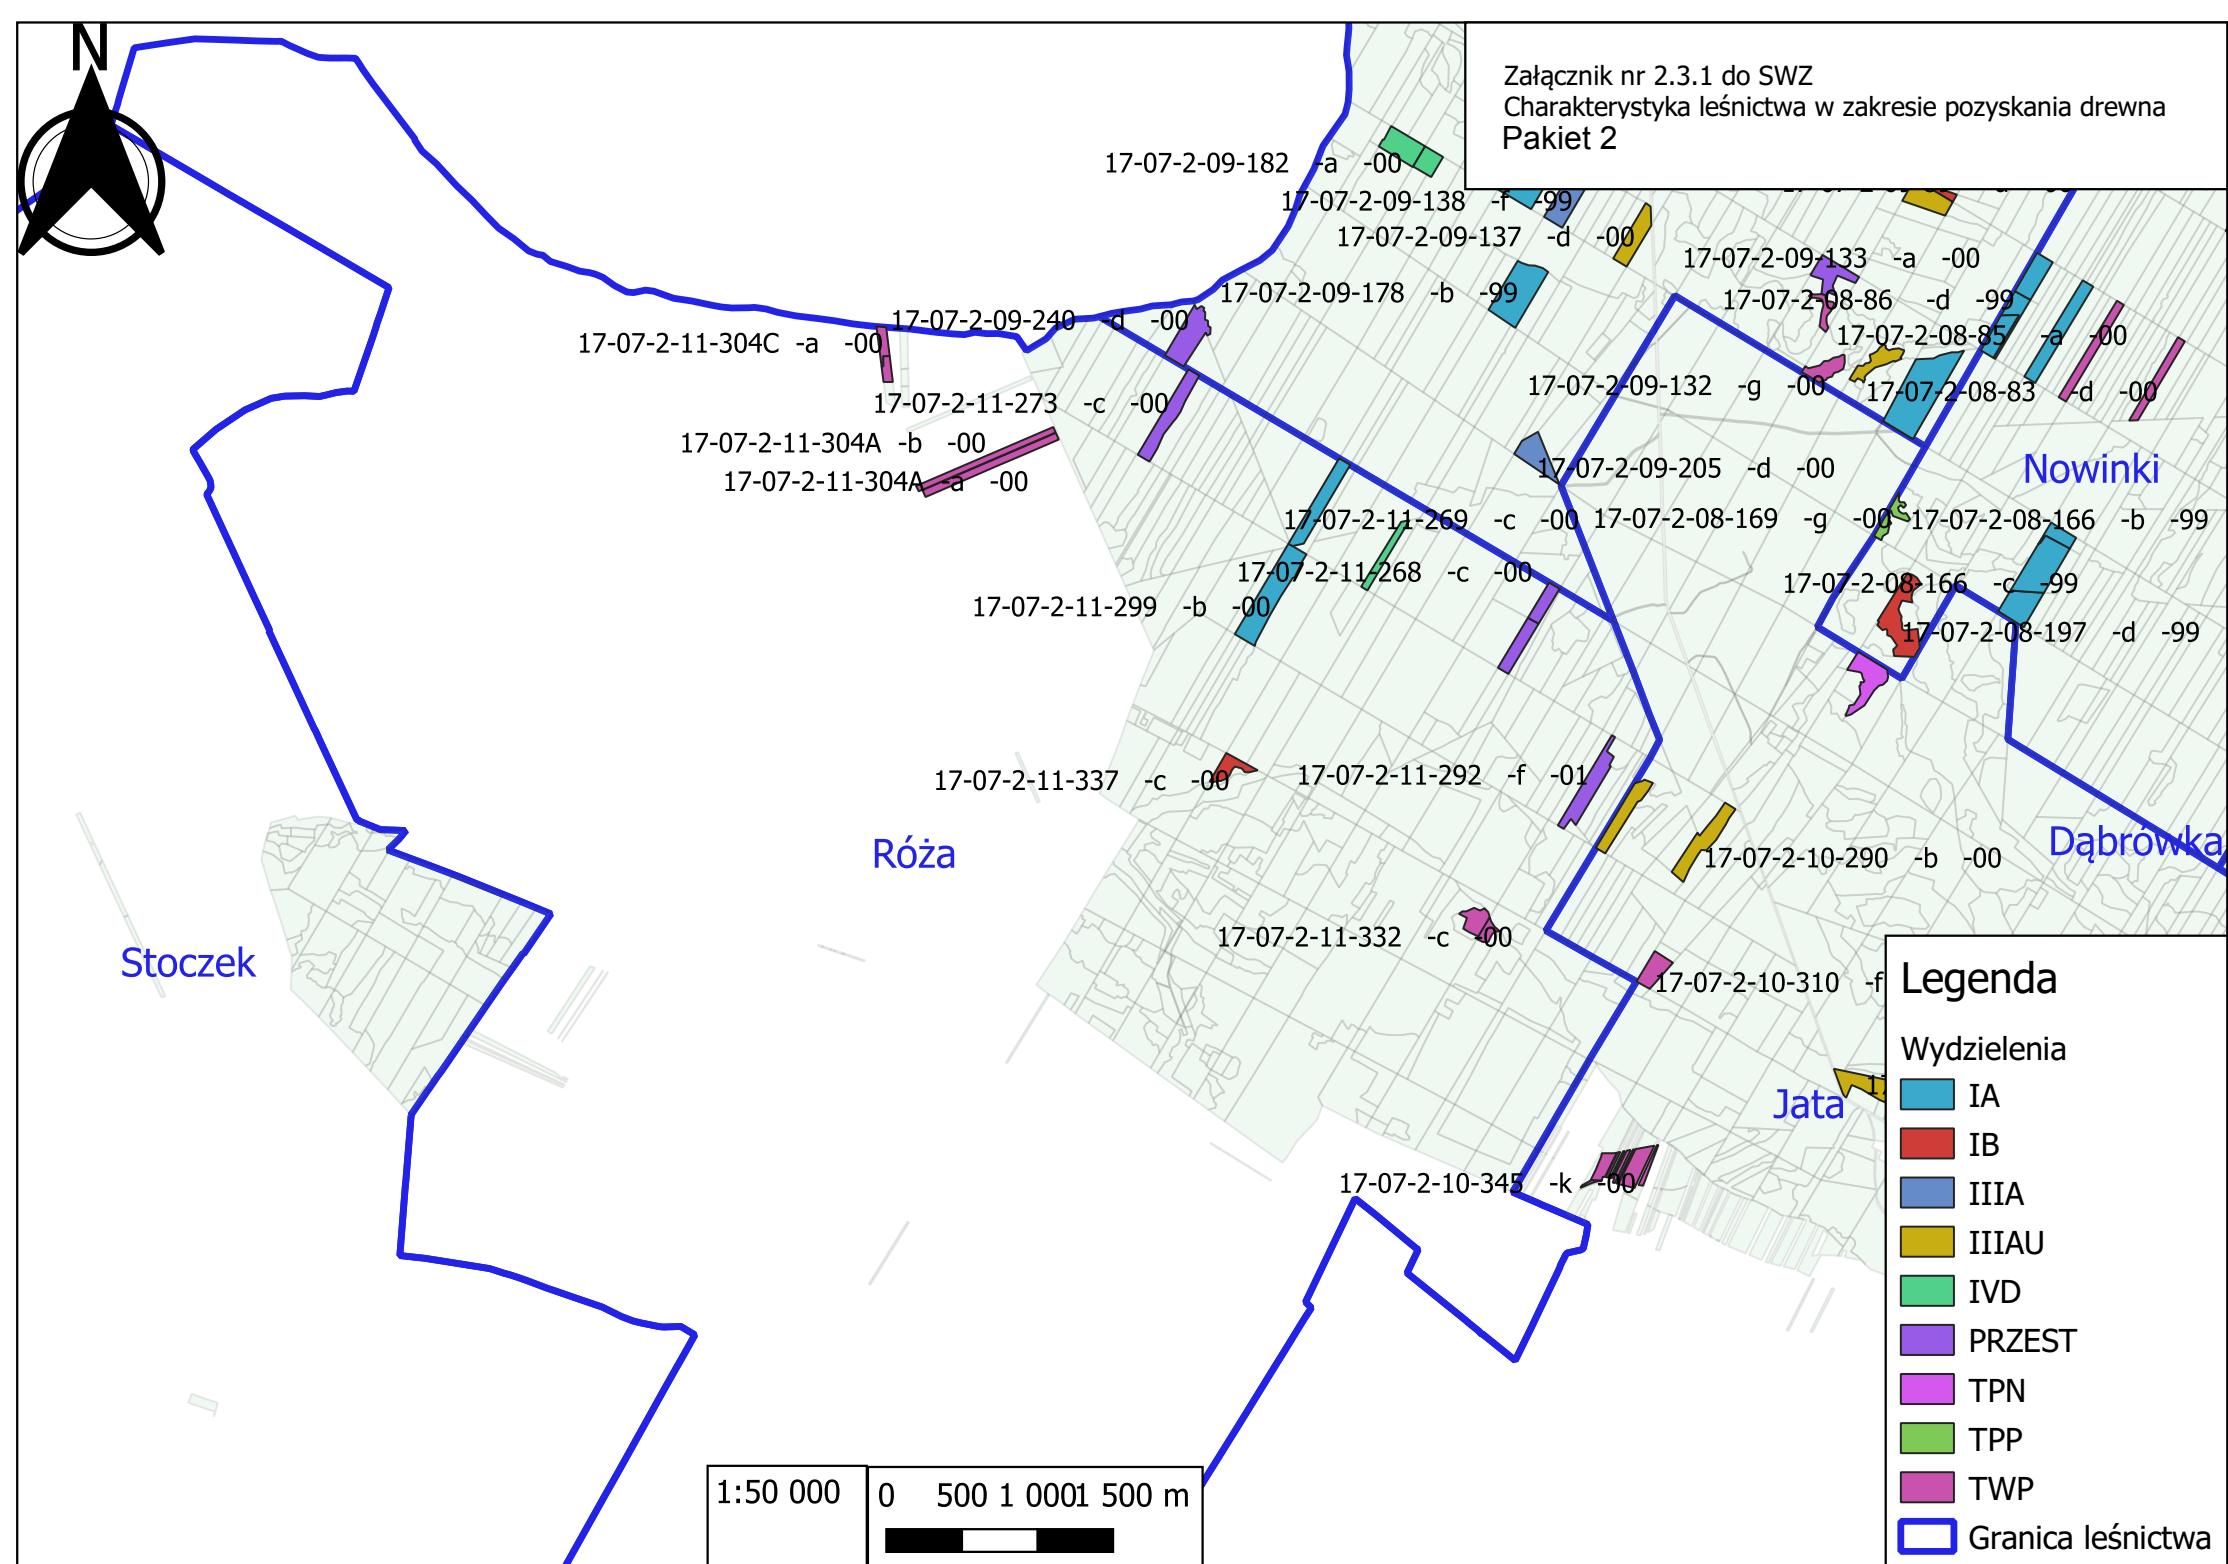 N
Załącznik nr 2.3.1 do SWZ
Charakterystyka leśnictwa w zakresie pozyskania drewna
Pakiet 2
17-07-2-09-182 -a -00
17-07-2-09-138 -f -99
17-07-2-09-137 -d -00
17-07-2-09-133 -a -00
17-07-2-09-178 -b -99
17-07-2-08-86 -d -99
17-07-2-09-240 -d -00
17-07-2-08-85 -a -00
17-07-2-11-304C -a -00
17-07-2-09-132 -g -00
17-07-2-08-83 -d -00
17-07-2-11-273 -c -00
17-07-2-11-304A -b -00
17-07-2-09-205 -d -00
Nowinki
17-07-2-11-304A -a -00
17-07-2-11-269 -c -00
17-07-2-08-169 -g -00
17-07-2-08-166 -b -99
17-07-2-11-268 -c -00
17-07-2-08-166 -c -99
17-07-2-11-299 -b -00
17-07-2-08-197 -d -99
17-07-2-11-337 -c -00
17-07-2-11-292 -f -01
Róża
17-07-2-10-290 -b -00
Dąbrówka
17-07-2-11-332 -c -00
Stoczek
17-07-2-10-310 -f
Jata
17-07-2-10-345 -k -00
Legenda
Wydzielenia
IA
IB
IIIA
IIIAU
IVD
PRZEST
TPN
TPP
TWP
Granica leśnictwa
1:50 000
0 500 1 000 1 500 m